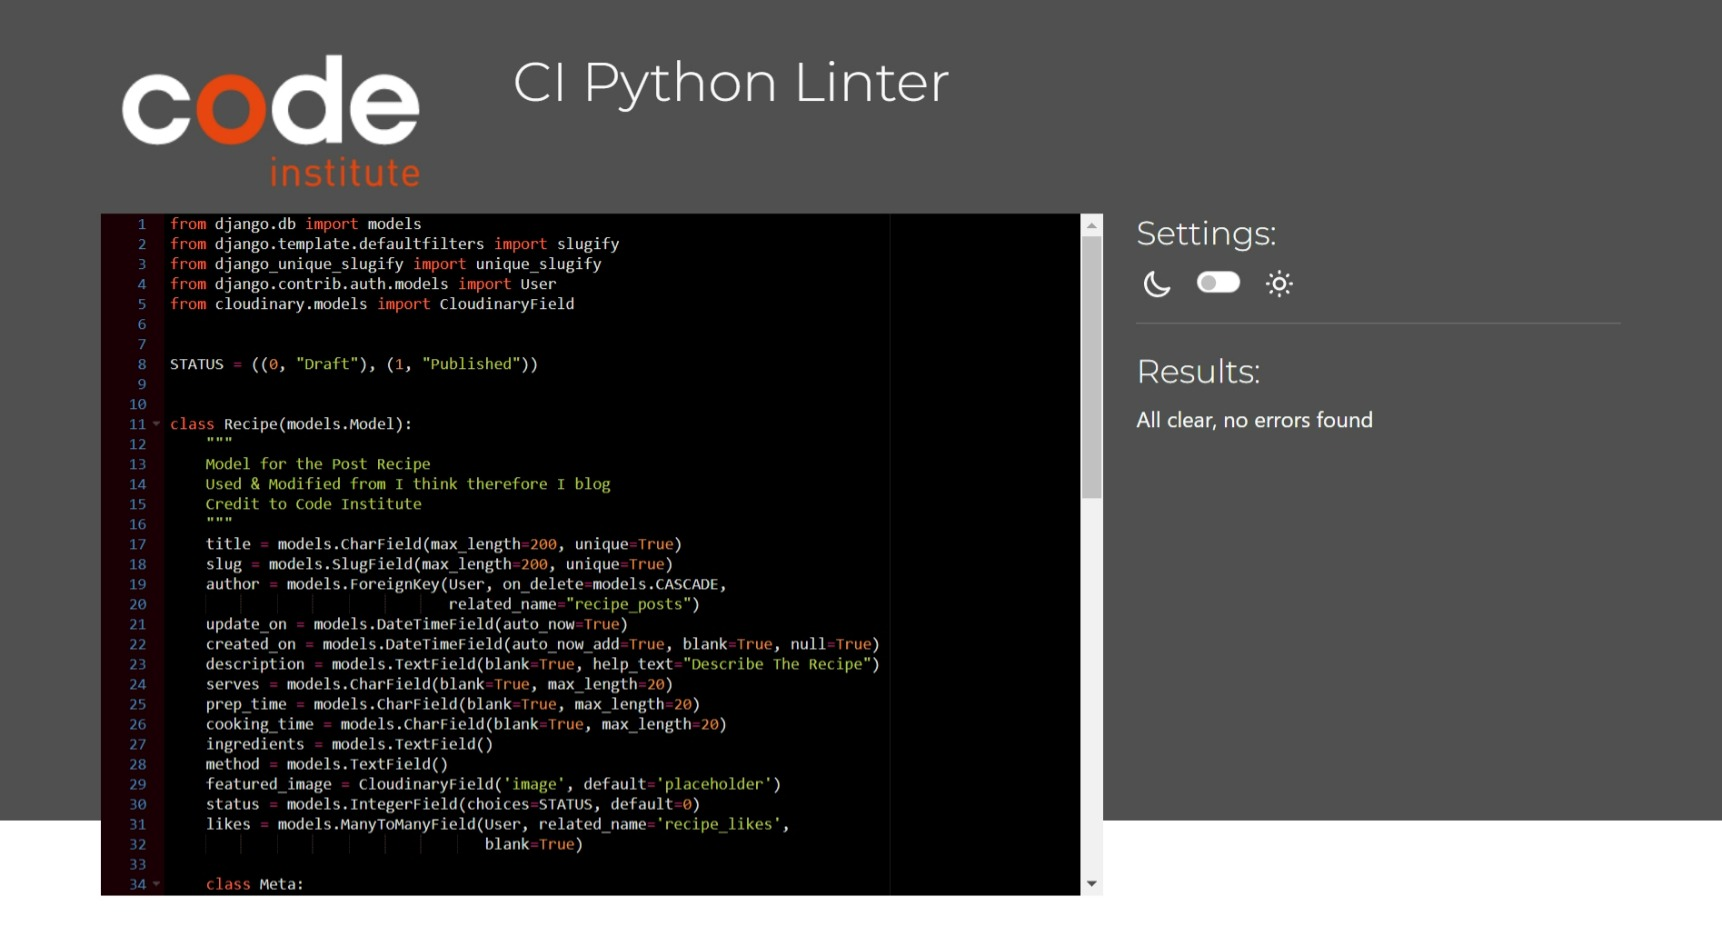 code
institute
CI Python Linter
1 from django.db import models
2 from django.template.defaultfilters import slugify
3 from django_unique_slugify import unique_slugify
4 from django.contrib.auth.models import User
5 from cloudinary.models import CloudinaryField
6
7
8 STATUS = ((0, "Draft"), (1, "Published"))
9
10
11 class Recipe(models.Model):
12     """
13     Model for the Post Recipe
14     Used & Modified from I think therefore I blog
15     Credit to Code Institute
16     """
17     title = models.CharField(max_length=200, unique=True)
18     slug = models.SlugField(max_length=200, unique=True)
19     author = models.ForeignKey(User, on_delete=models.CASCADE,
20                                related_name="recipe_posts")
21     update_on = models.DateTimeField(auto_now=True)
22     created_on = models.DateTimeField(auto_now_add=True, blank=True, null=True)
23     description = models.TextField(blank=True, help_text="Describe The Recipe")
24     serves = models.CharField(blank=True, max_length=20)
25     prep_time = models.CharField(blank=True, max_length=20)
26     cooking_time = models.CharField(blank=True, max_length=20)
27     ingredients = models.TextField()
28     method = models.TextField()
29     featured_image = CloudinaryField('image', default='placeholder')
30     status = models.IntegerField(choices=STATUS, default=0)
31     likes = models.ManyToManyField(User, related_name='recipe_likes',
32                                    blank=True)
33
34     class Meta:
Settings:
Results:
All clear, no errors found